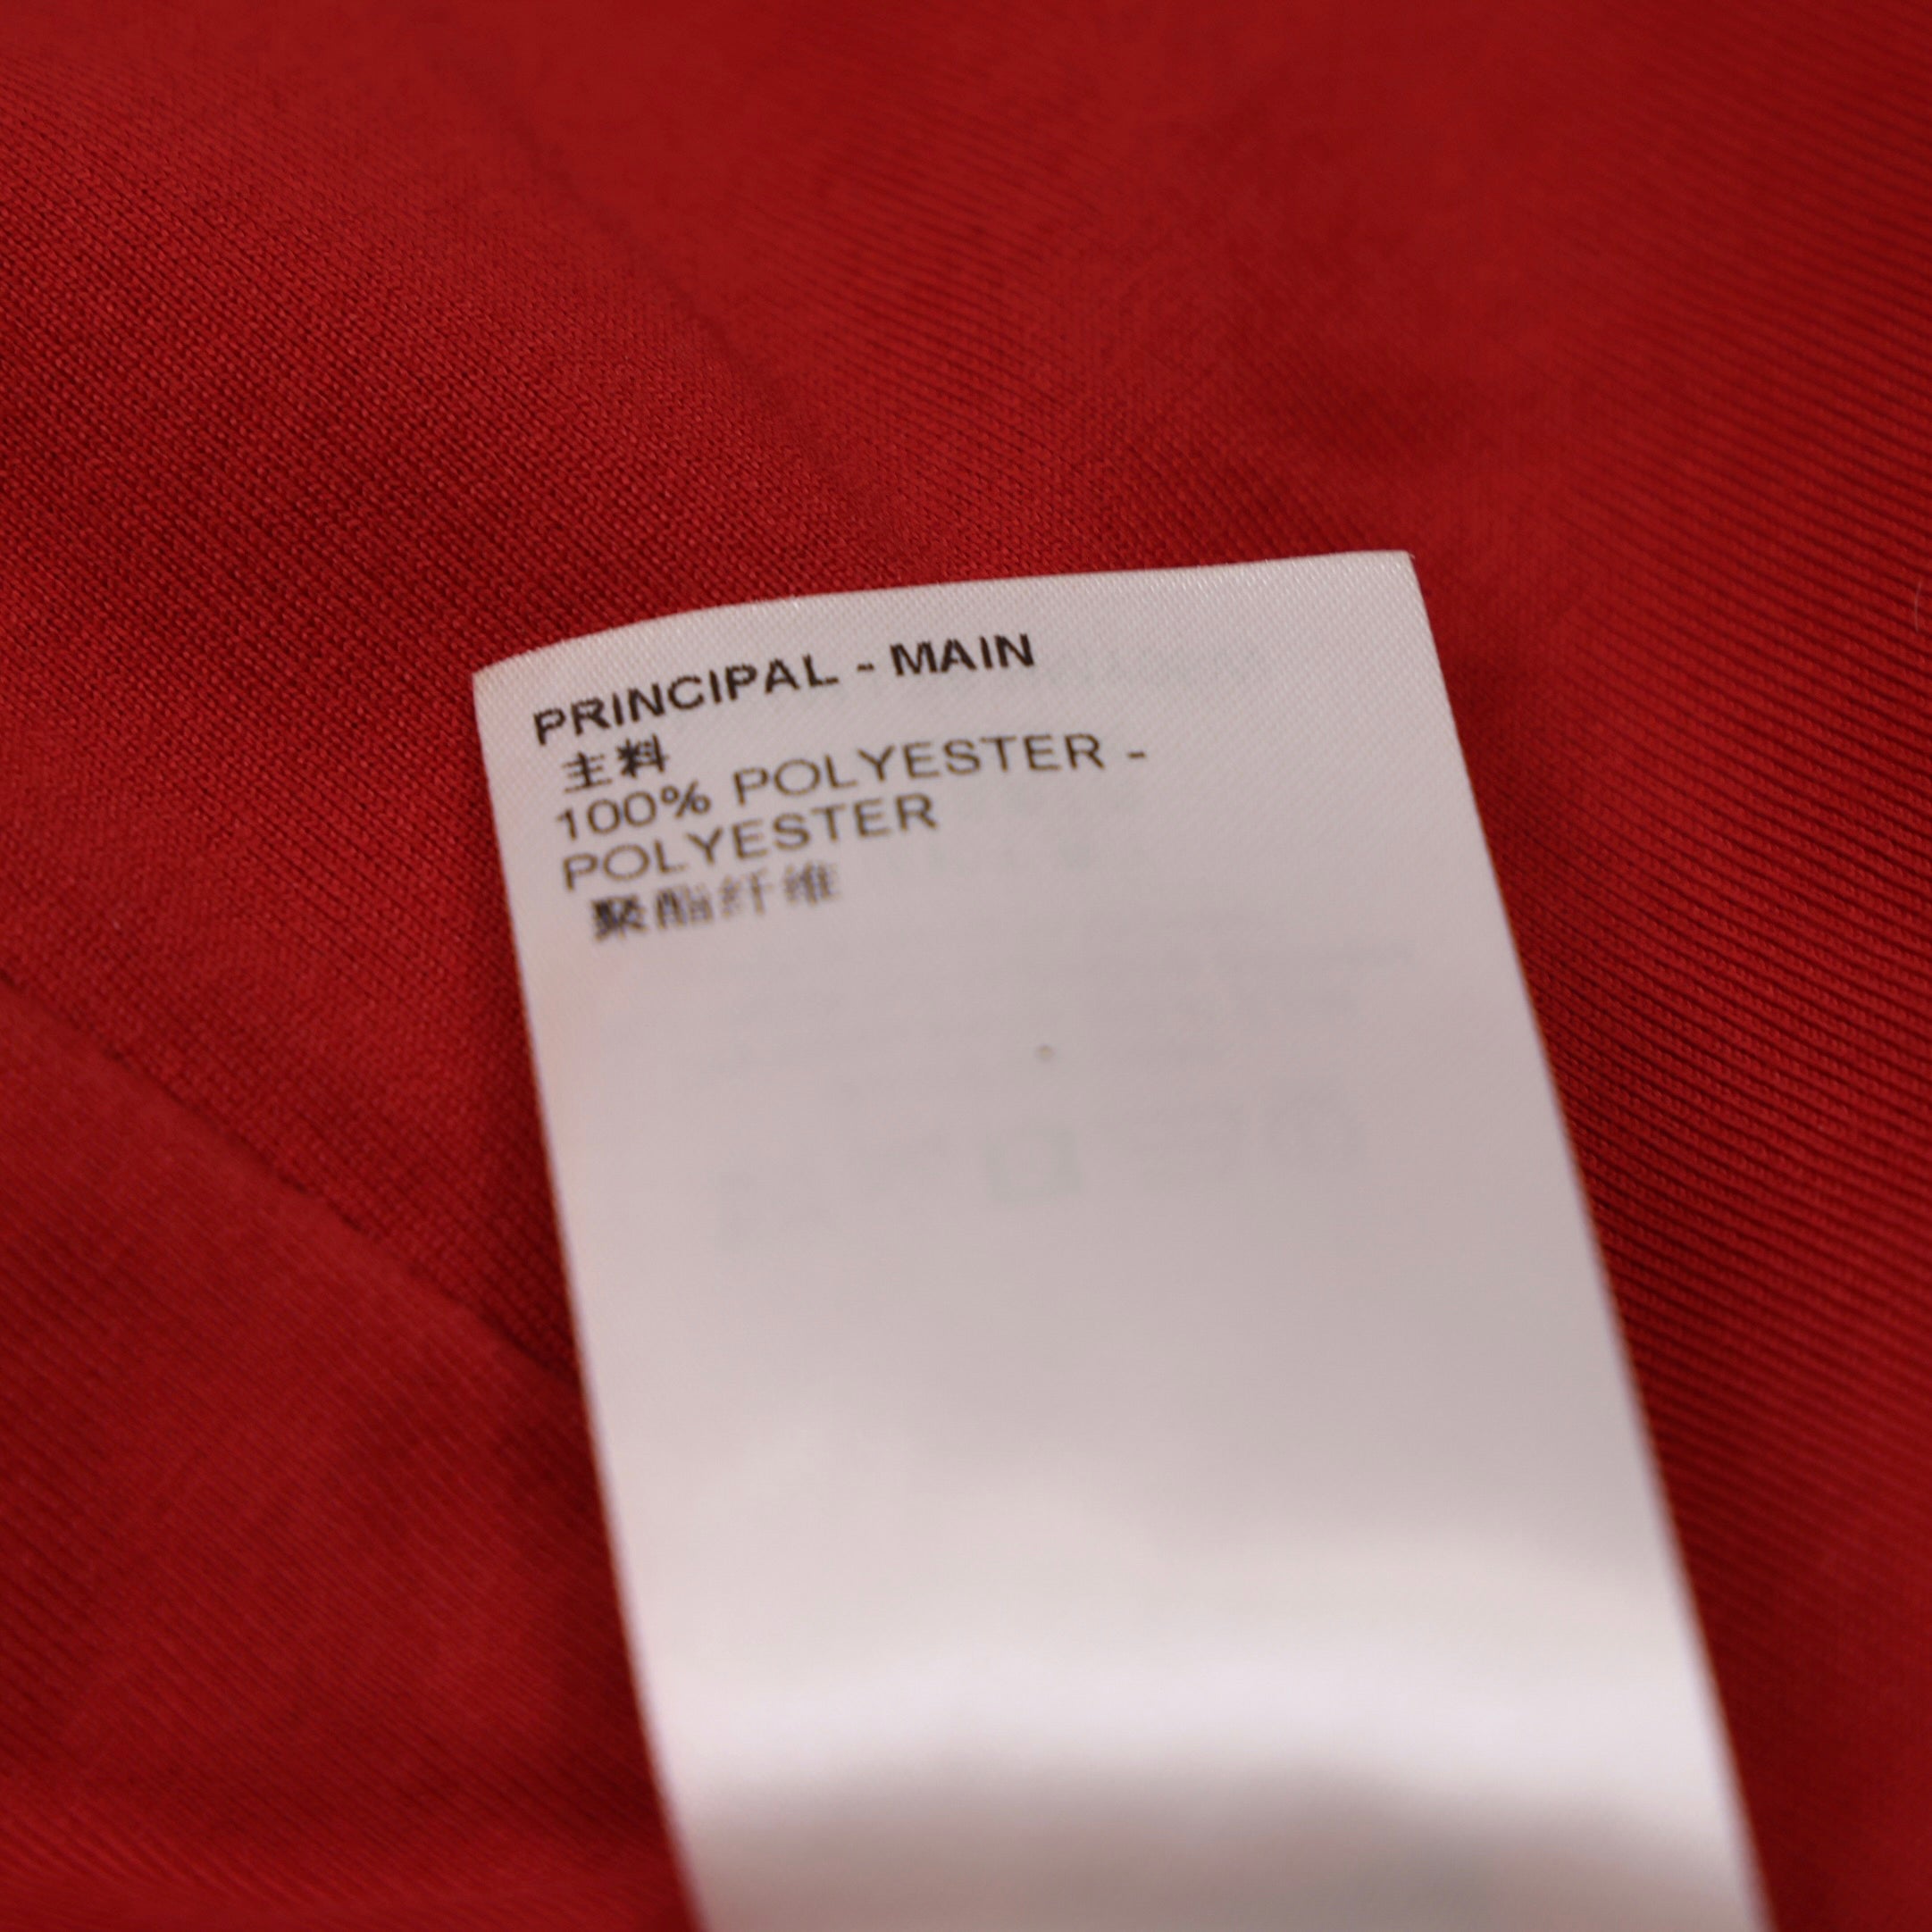 PRINCIPAL - MAIN
主料
100% POLYESTER -
POLYESTER
聚酯纤维